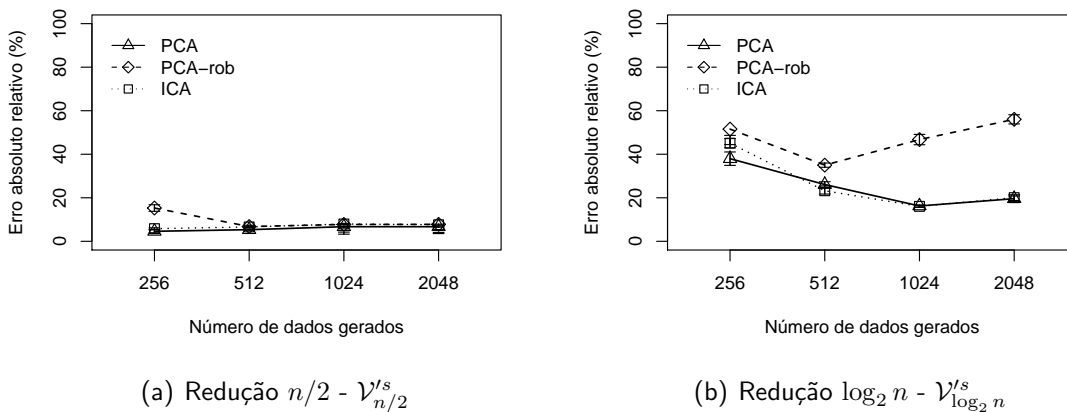 Erro absoluto relativo (%)
100
80
60
40
20
0
PCA
PCA−rob
ICA
256 512 1024 2048
Número de dados gerados
(a) Redução n/2 - 𝒱′ˢ n/2
Erro absoluto relativo (%)
100
80
60
40
20
0
PCA
PCA−rob
ICA
256 512 1024 2048
Número de dados gerados
(b) Redução log₂ n - 𝒱′ˢ log₂ n